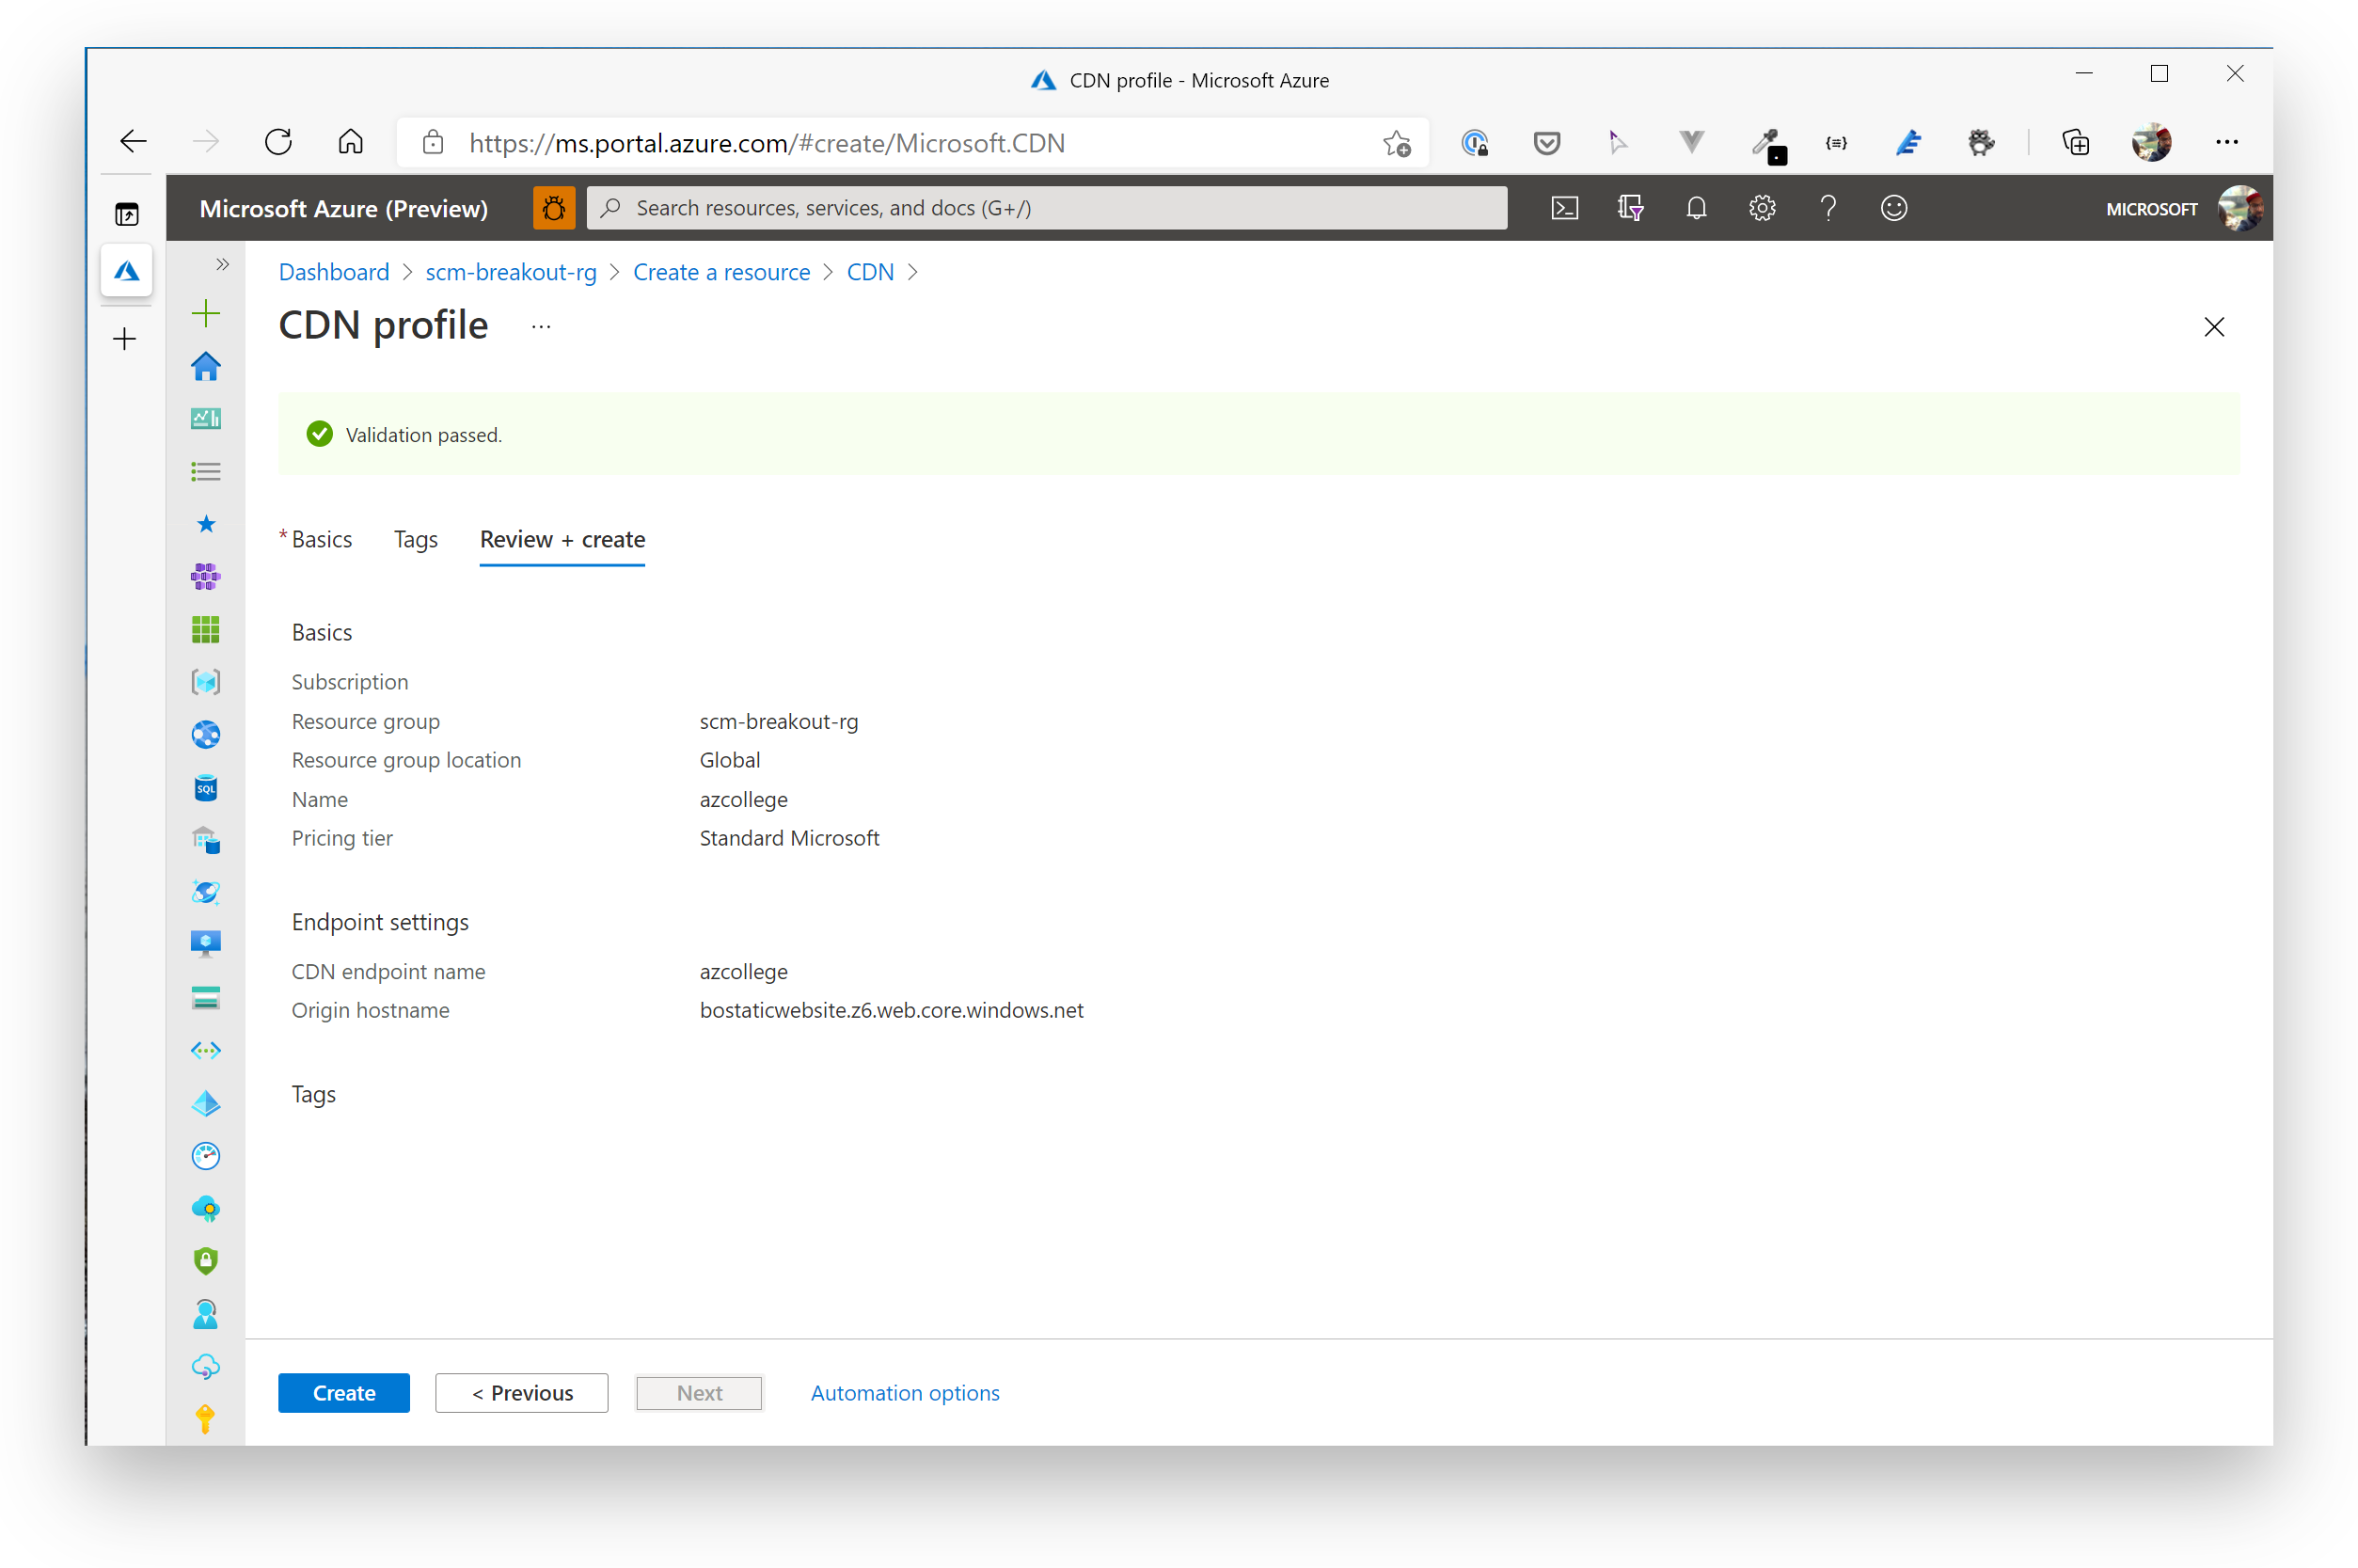 CDN profile - Microsoft Azure
https://ms.portal.azure.com/#create/Microsoft.CDN
Microsoft Azure (Preview)
Search resources, services, and docs (G+/)
MICROSOFT
Dashboard > scm-breakout-rg > Create a resource > CDN >
CDN profile ...
Validation passed.
* Basics Tags Review + create
Basics
Subscription
Resource group scm-breakout-rg
Resource group location Global
Name azcollege
Pricing tier Standard Microsoft
Endpoint settings
CDN endpoint name azcollege
Origin hostname bostaticwebsite.z6.web.core.windows.net
Tags
SQL
Create < Previous Next Automation options